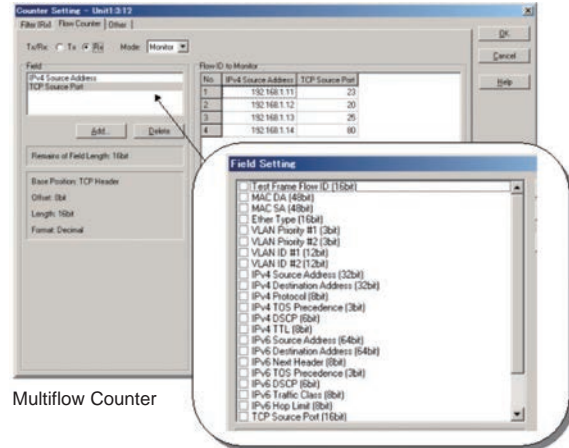 Counter Setting - Unit1:3:12
Filter (Rx) Flow Counter Other
Tx/Rx: Tx Rx Mode: Monitor
OK
Cancel
Help
Field
IPv4 Source Address
TCP Source Port
Add... Delete
Remains of Field Length: 16bit
Base Position: TCP Header
Offset: 0bit
Length: 16bit
Format: Decimal
Flow ID to Monitor
No. IPv4 Source Address TCP Source Port
1 192.168.1.11 23
2 192.168.1.12 20
3 192.168.1.13 25
4 192.168.1.14 80
Field Setting
Test Frame Flow ID (16bit)
MAC DA (48bit)
MAC SA (48bit)
Ether Type (16bit)
VLAN Priority #1 (3bit)
VLAN Priority #2 (3bit)
VLAN ID #1 (12bit)
VLAN ID #2 (12bit)
IPv4 Source Address (32bit)
IPv4 Destination Address (32bit)
IPv4 Protocol (8bit)
IPv4 TOS Precedence (3bit)
IPv4 DSCP (6bit)
IPv4 TTL (8bit)
IPv6 Source Address (64bit)
IPv6 Destination Address (64bit)
IPv6 Next Header (8bit)
IPv6 TOS Precedence (3bit)
IPv6 DSCP (6bit)
IPv6 Traffic Class (8bit)
IPv6 Hop Limit (8bit)
TCP Source Port (16bit)
Multiflow Counter